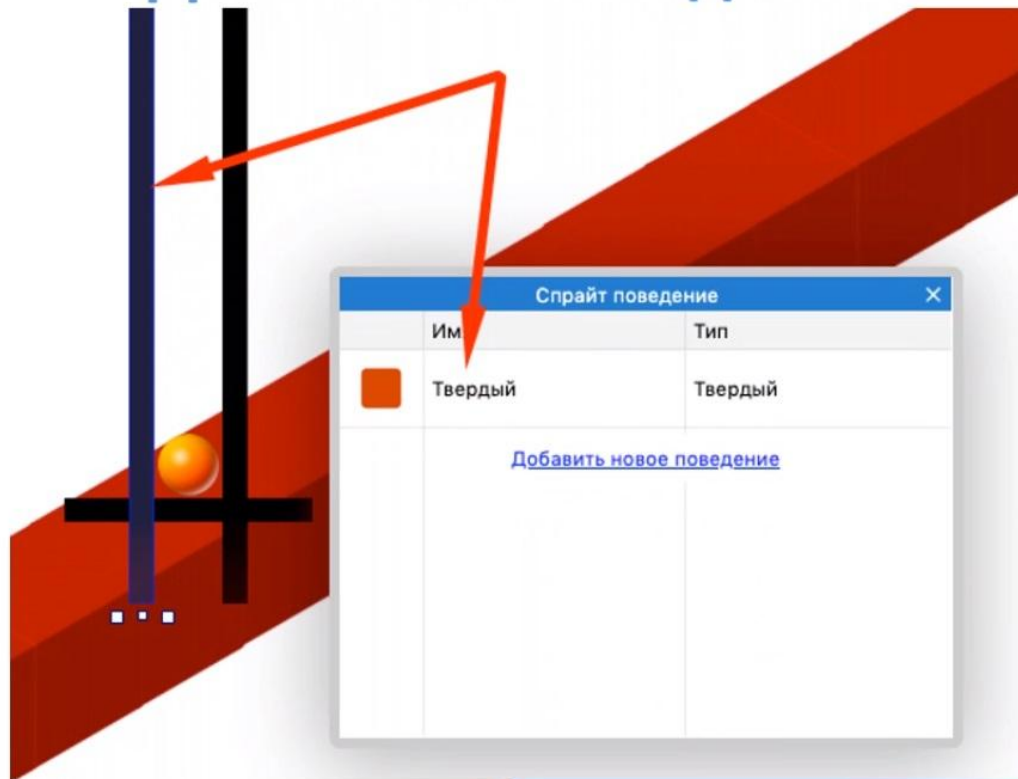 Спрайт поведение
Тип
Твердый Твердый
Добавить новое поведение